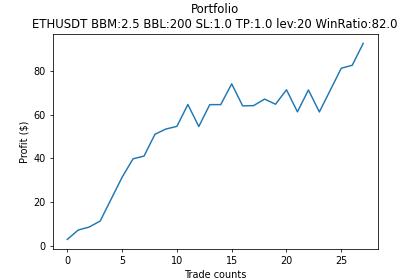 Portfolio
ETHUSDT BBM:2.5 BBL:200 SL:1.0 TP:1.0 lev:20 WinRatio:82.0
Profit ($)
80
60
40
20
0
0 5 10 15 20 25
Trade counts